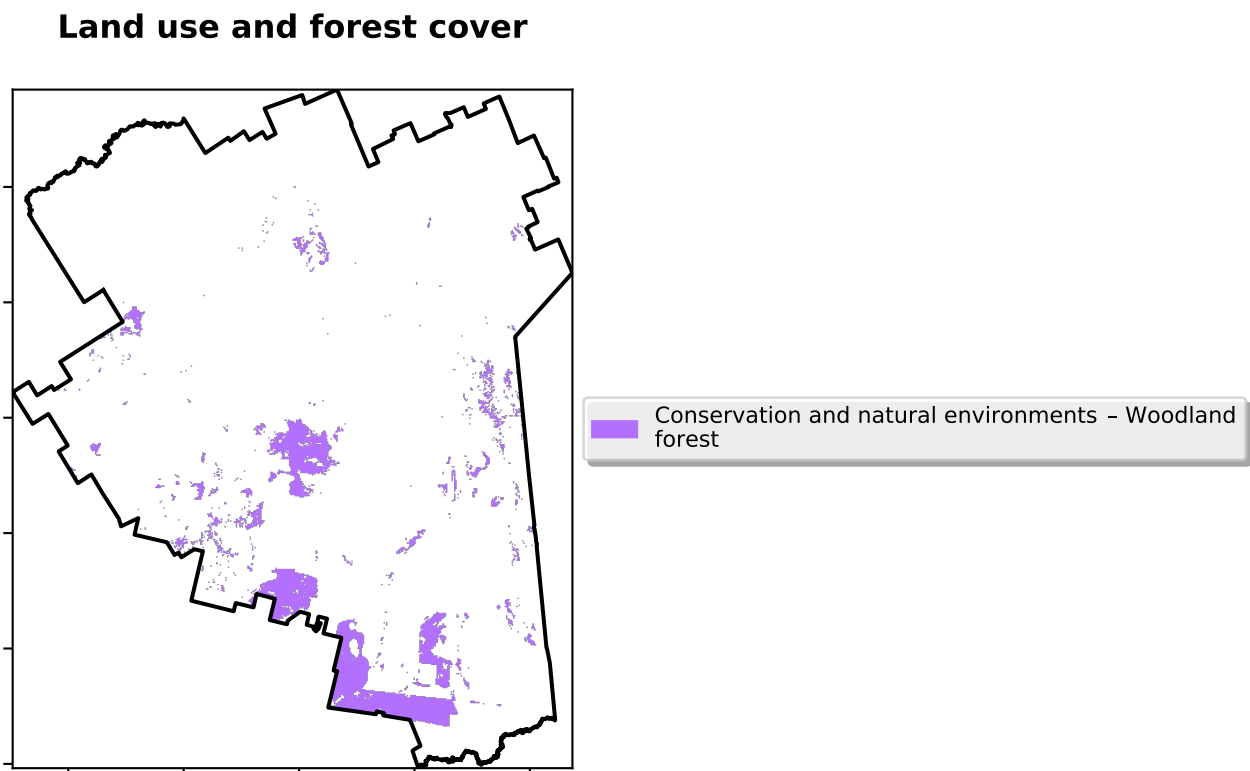 Land use and forest cover
Conservation and natural environments – Woodland
forest